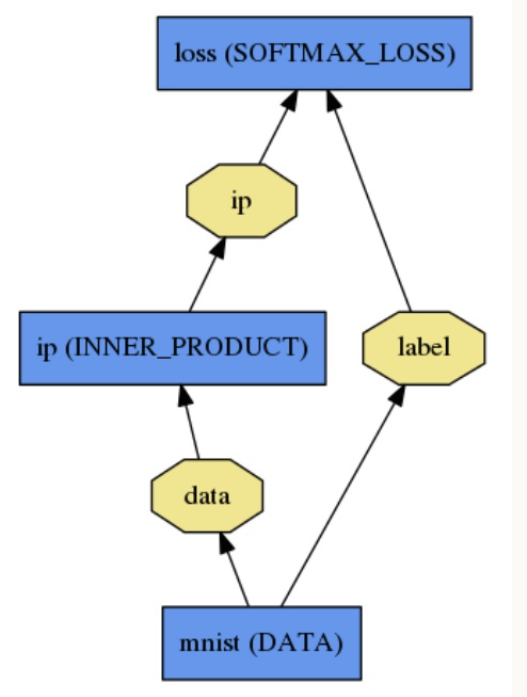 loss (SOFTMAX_LOSS)
ip
ip (INNER_PRODUCT)
label
data
mnist (DATA)